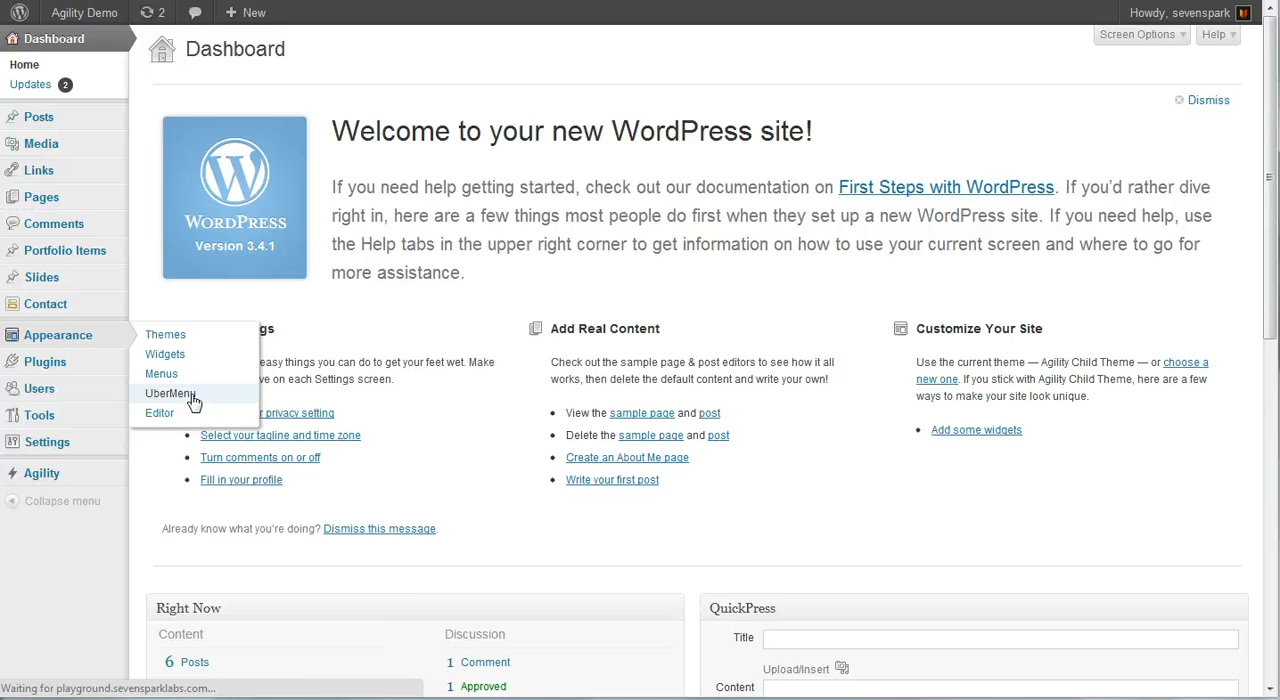 Agility Demo 2 + New Howdy, sevenspark
Dashboard
Home
Updates 2
Posts
Media
Links
Pages
Comments
Portfolio Items
Slides
Contact
Appearance
Plugins
Users
Tools
Settings
Agility
Collapse menu
Themes
Widgets
Menus
UberMenu
Editor
Screen Options Help
Dashboard
Dismiss
WORDPRESS
Version 3.4.1
Welcome to your new WordPress site!
If you need help getting started, check out our documentation on First Steps with WordPress. If you'd rather dive
right in, here are a few things most people do first when they set up a new WordPress site. If you need help, use
the Help tabs in the upper right corner to get information on how to use your current screen and where to go for
more assistance.
gs
easy things you can do to get your feet wet. Make
ve on each Settings screen.
r privacy setting
• Select your tagline and time zone
• Turn comments on or off
• Fill in your profile
Add Real Content
Check out the sample page & post editors to see how it all
works, then delete the default content and write your own!
• View the sample page and post
• Delete the sample page and post
• Create an About Me page
• Write your first post
Customize Your Site
Use the current theme — Agility Child Theme — or choose a
new one. If you stick with Agility Child Theme, here are a few
ways to make your site look unique.
• Add some widgets
Already know what you're doing? Dismiss this message.
Right Now
Content Discussion
6 Posts 1 Comment
1 Approved
QuickPress
Title
Upload/Insert
Content
Waiting for playground.sevensparklabs.com...